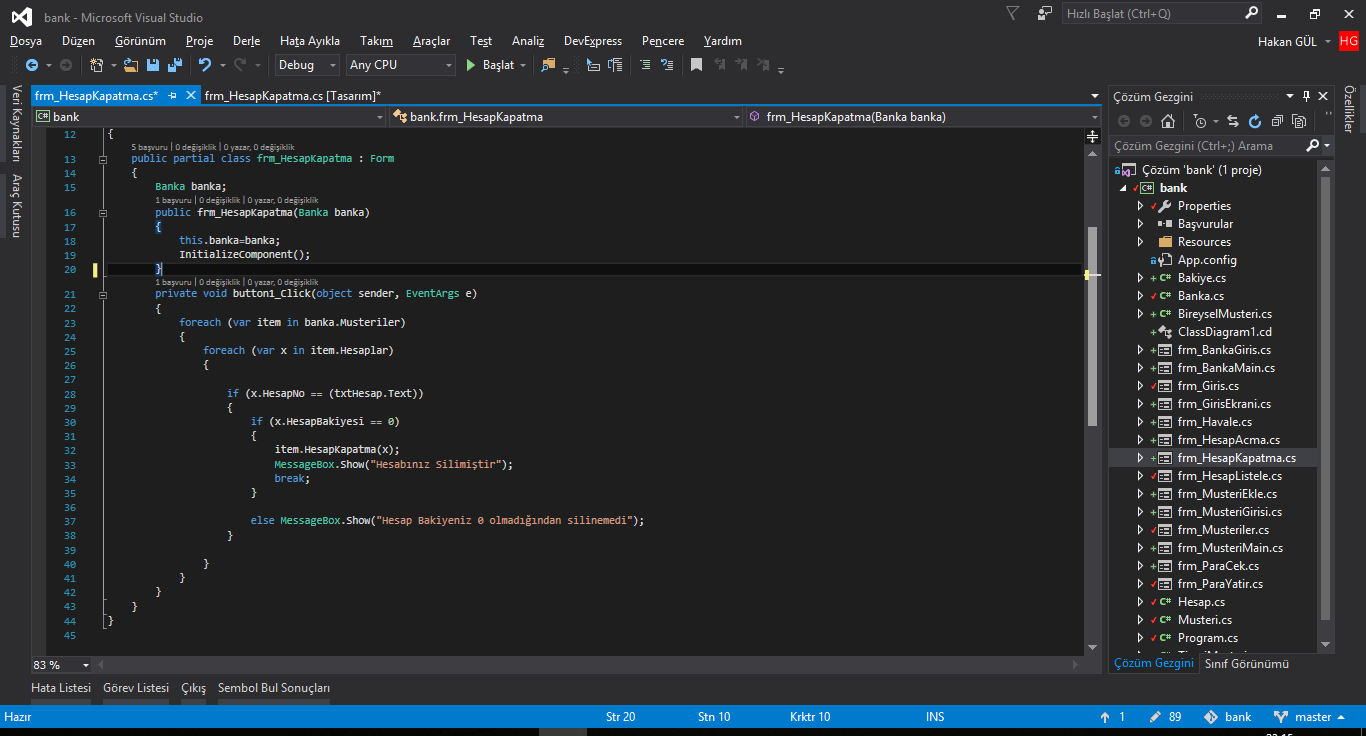 bank - Microsoft Visual Studio
Hızlı Başlat (Ctrl+Q)
Dosya Düzen Görünüm Proje Derle Hata Ayıkla Takım Araçlar Test Analiz DevExpress Pencere Yardım
Hakan GÜL HG
Debug Any CPU Başlat
Veri Kaynakları
Araç Kutusu
frm_HesapKapatma.cs* frm_HesapKapatma.cs [Tasarım]*
bank bank.frm_HesapKapatma frm_HesapKapatma(Banka banka)
12 {
5 başvuru | 0 değişiklik | 0 yazar, 0 değişiklik
13 public partial class frm_HesapKapatma : Form
14 {
15 Banka banka;
1 başvuru | 0 değişiklik | 0 yazar, 0 değişiklik
16 public frm_HesapKapatma(Banka banka)
17 {
18 this.banka=banka;
19 InitializeComponent();
20 }
1 başvuru | 0 değişiklik | 0 yazar, 0 değişiklik
21 private void button1_Click(object sender, EventArgs e)
22 {
23 foreach (var item in banka.Musteriler)
24 {
25 foreach (var x in item.Hesaplar)
26 {
27
28 if (x.HesapNo == (txtHesap.Text))
29 {
30 if (x.HesapBakiyesi == 0)
31 {
32 item.HesapKapatma(x);
33 MessageBox.Show("Hesabınız Silimiştir");
34 break;
35 }
36
37 else MessageBox.Show("Hesap Bakiyeniz 0 olmadığından silinemedi");
38 }
39
40 }
41 }
42 }
43 }
44 }
45
83 %
Çözüm Gezgini
Çözüm Gezgini (Ctrl+;) Arama
Çözüm 'bank' (1 proje)
bank
Properties
Başvurular
Resources
App.config
Bakiye.cs
Banka.cs
BireyselMusteri.cs
ClassDiagram1.cd
frm_BankaGiris.cs
frm_BankaMain.cs
frm_Giris.cs
frm_GirisEkrani.cs
frm_Havale.cs
frm_HesapAcma.cs
frm_HesapKapatma.cs
frm_HesapListele.cs
frm_MusteriEkle.cs
frm_MusteriGirisi.cs
frm_Musteriler.cs
frm_MusteriMain.cs
frm_ParaCek.cs
frm_ParaYatir.cs
Hesap.cs
Musteri.cs
Program.cs
Çözüm Gezgini Sınıf Görünümü
Özellikler
Hata Listesi Görev Listesi Çıkış Sembol Bul Sonuçları
Hazır Str 20 Stn 10 Krktr 10 INS 1 89 bank master